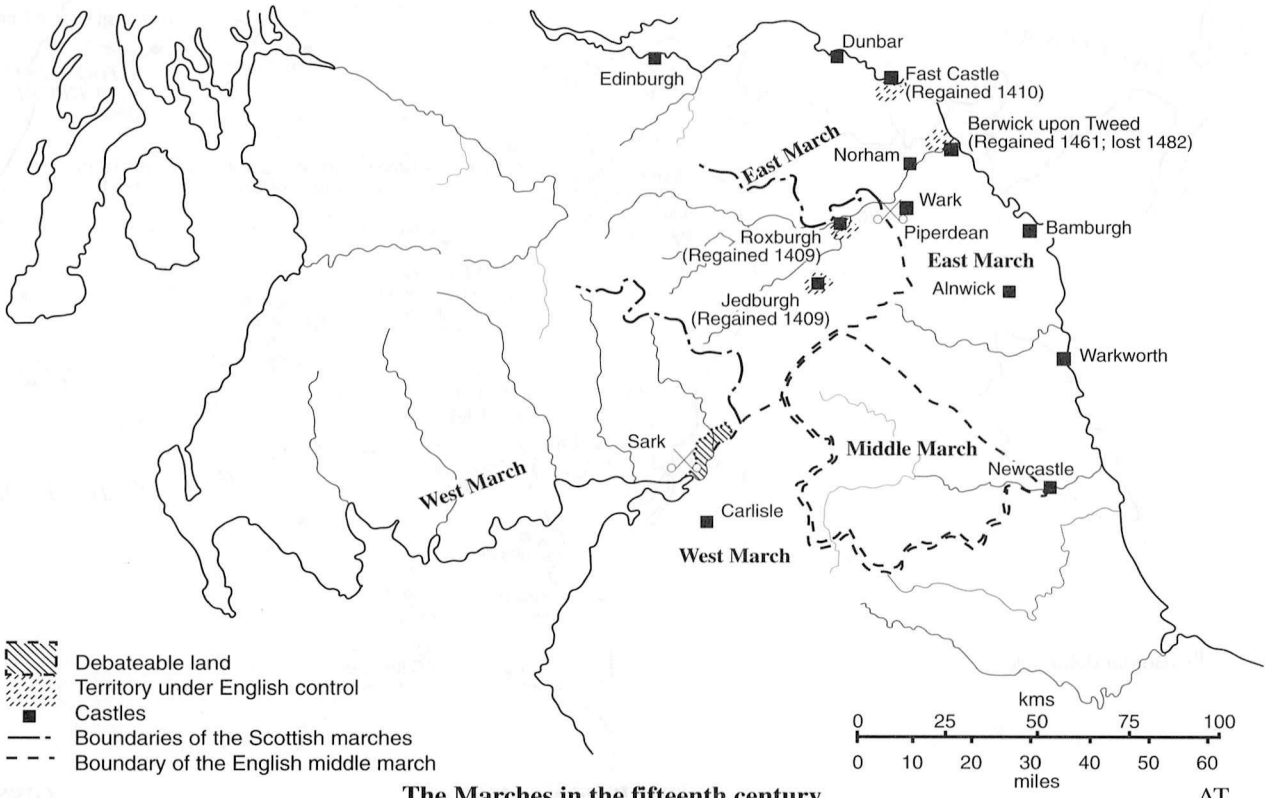 Dunbar
Edinburgh
Fast Castle
(Regained 1410)
Berwick upon Tweed
(Regained 1461; lost 1482)
East March
Norham
Wark
Piperdean
Bamburgh
Roxburgh
(Regained 1409)
East March
Alnwick
Jedburgh
(Regained 1409)
Warkworth
Sark
Middle March
Newcastle
West March
Carlisle
West March
Debateable land
Territory under English control
Castles
Boundaries of the Scottish marches
Boundary of the English middle march
kms
0 25 50 75 100
0 10 20 30 40 50 60
miles
The Marches in the fifteenth century
AT